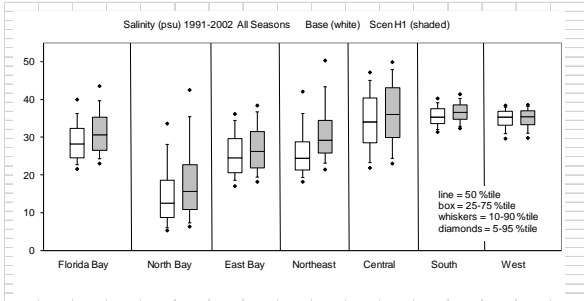 Salinity (psu) 1991-2002 All Seasons Base (white) Scen H1 (shaded)
50
40
30
20
10
0
line = 50 %tile
box = 25-75 %tile
whiskers = 10-90 %tile
diamonds = 5-95 %tile
Florida Bay North Bay East Bay Northeast Central South West